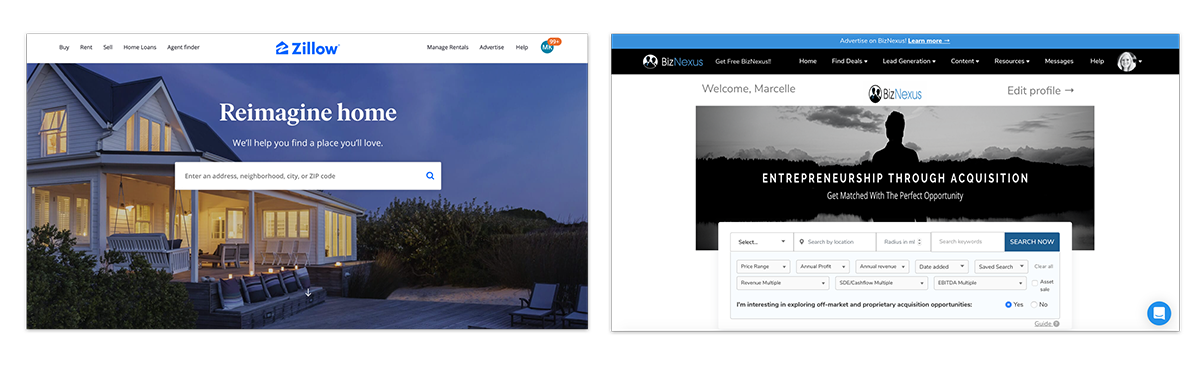 Buy Rent Sell Home Loans Agent finder Zillow Manage Rentals Advertise Help MK 99+
Reimagine home
We'll help you find a place you'll love.
Enter an address, neighborhood, city, or ZIP code
Advertise on BizNexus! Learn more →
BizNexus Get Free BizNexus!! Home Find Deals Lead Generation Content Resources Messages Help
Welcome, Marcelle BizNexus Edit profile →
ENTREPRENEURSHIP THROUGH ACQUISITION
Get Matched With The Perfect Opportunity
Select... Search by location Radius in mi Search keywords SEARCH NOW
Price Range Annual Profit Annual revenue Date added Saved Search Clear all
Revenue Multiple SDE/Cashflow Multiple EBITDA Multiple Asset
sale
I'm interesting in exploring off-market and proprietary acquisition opportunities: Yes No
Guide